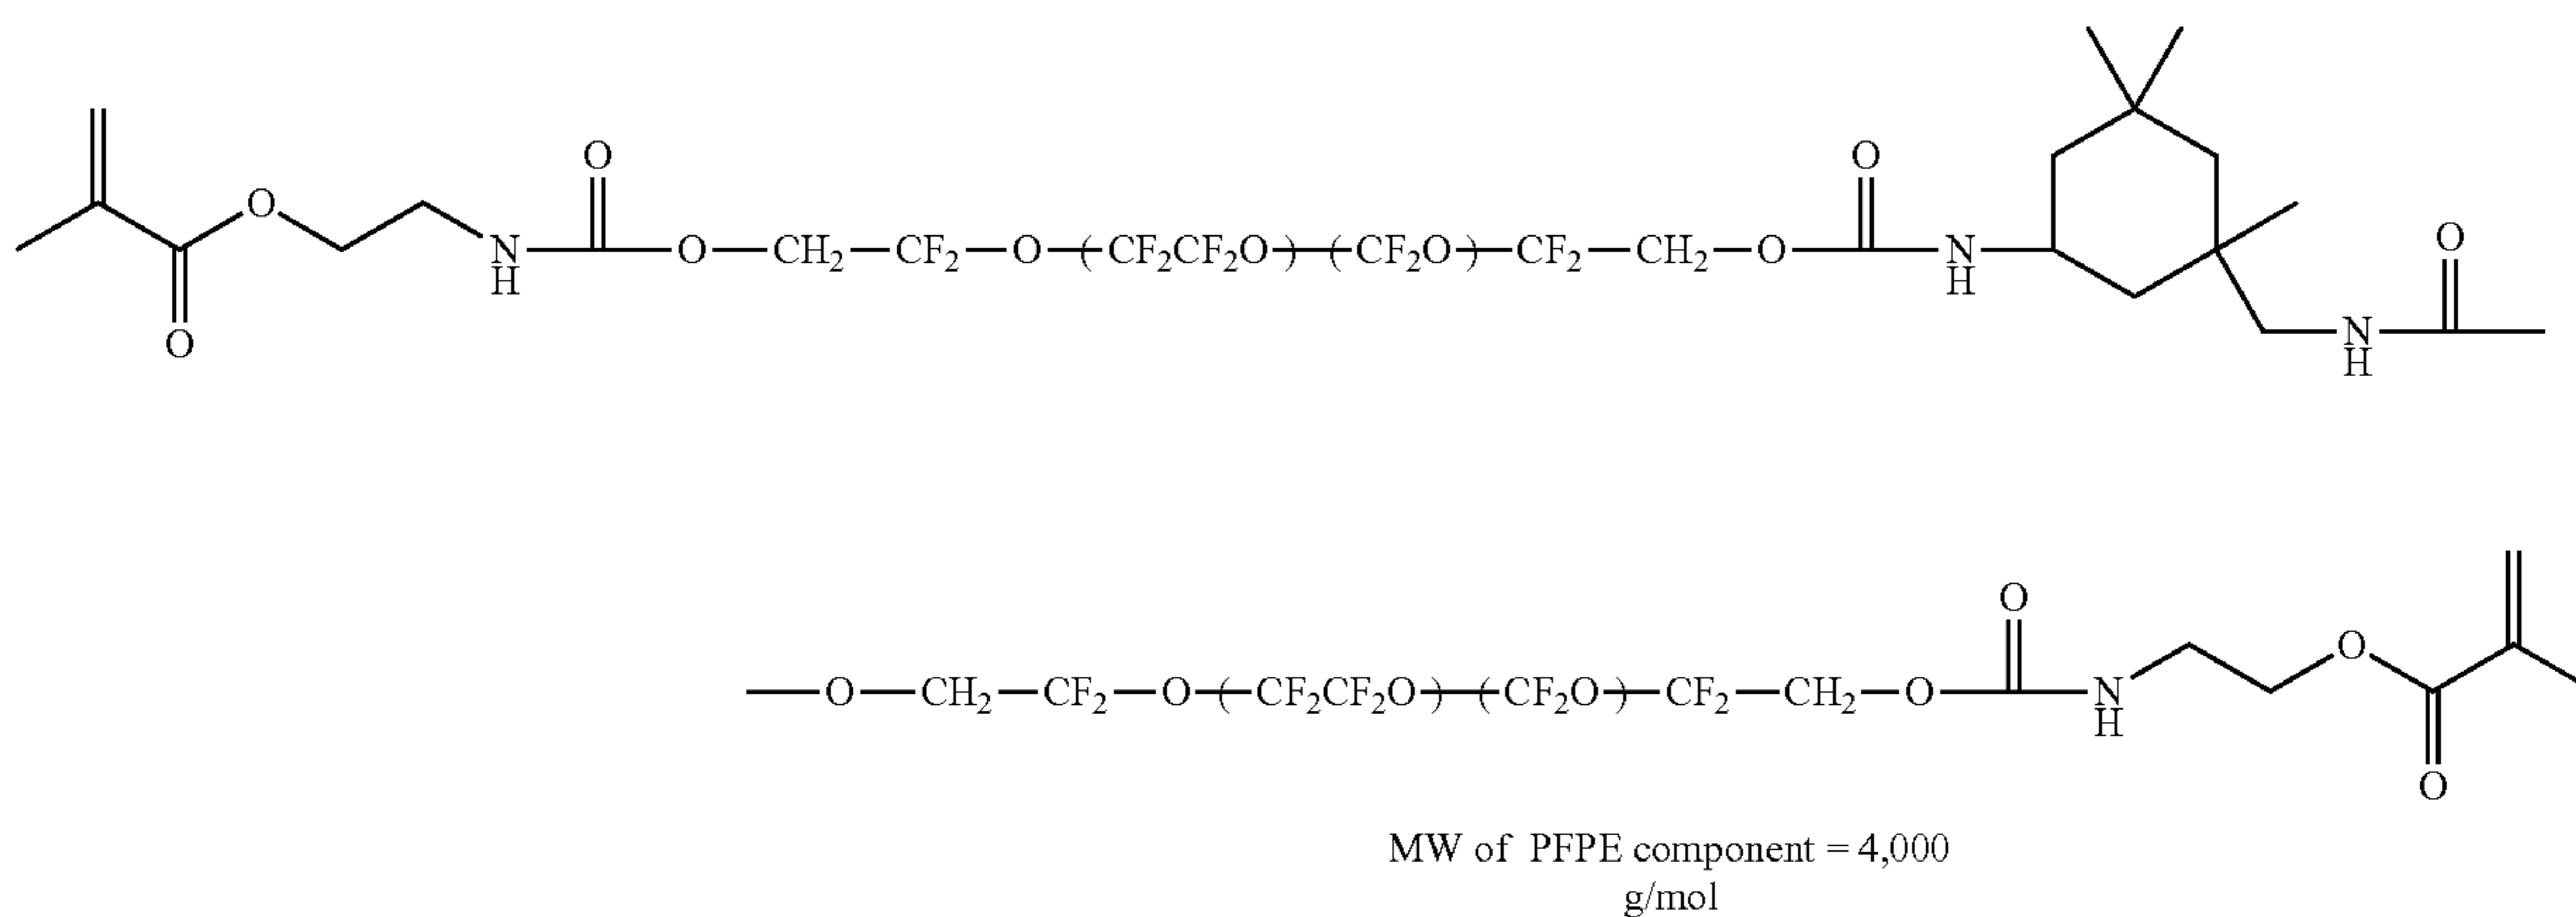 O O
O N H O CH₂ CF₂ O (CF₂CF₂O) (CF₂O) CF₂ CH₂ O N H O
O N H
O
O CH₂ CF₂ O (CF₂CF₂O) (CF₂O) CF₂ CH₂ O N H O
O
MW of PFPE component = 4,000
g/mol